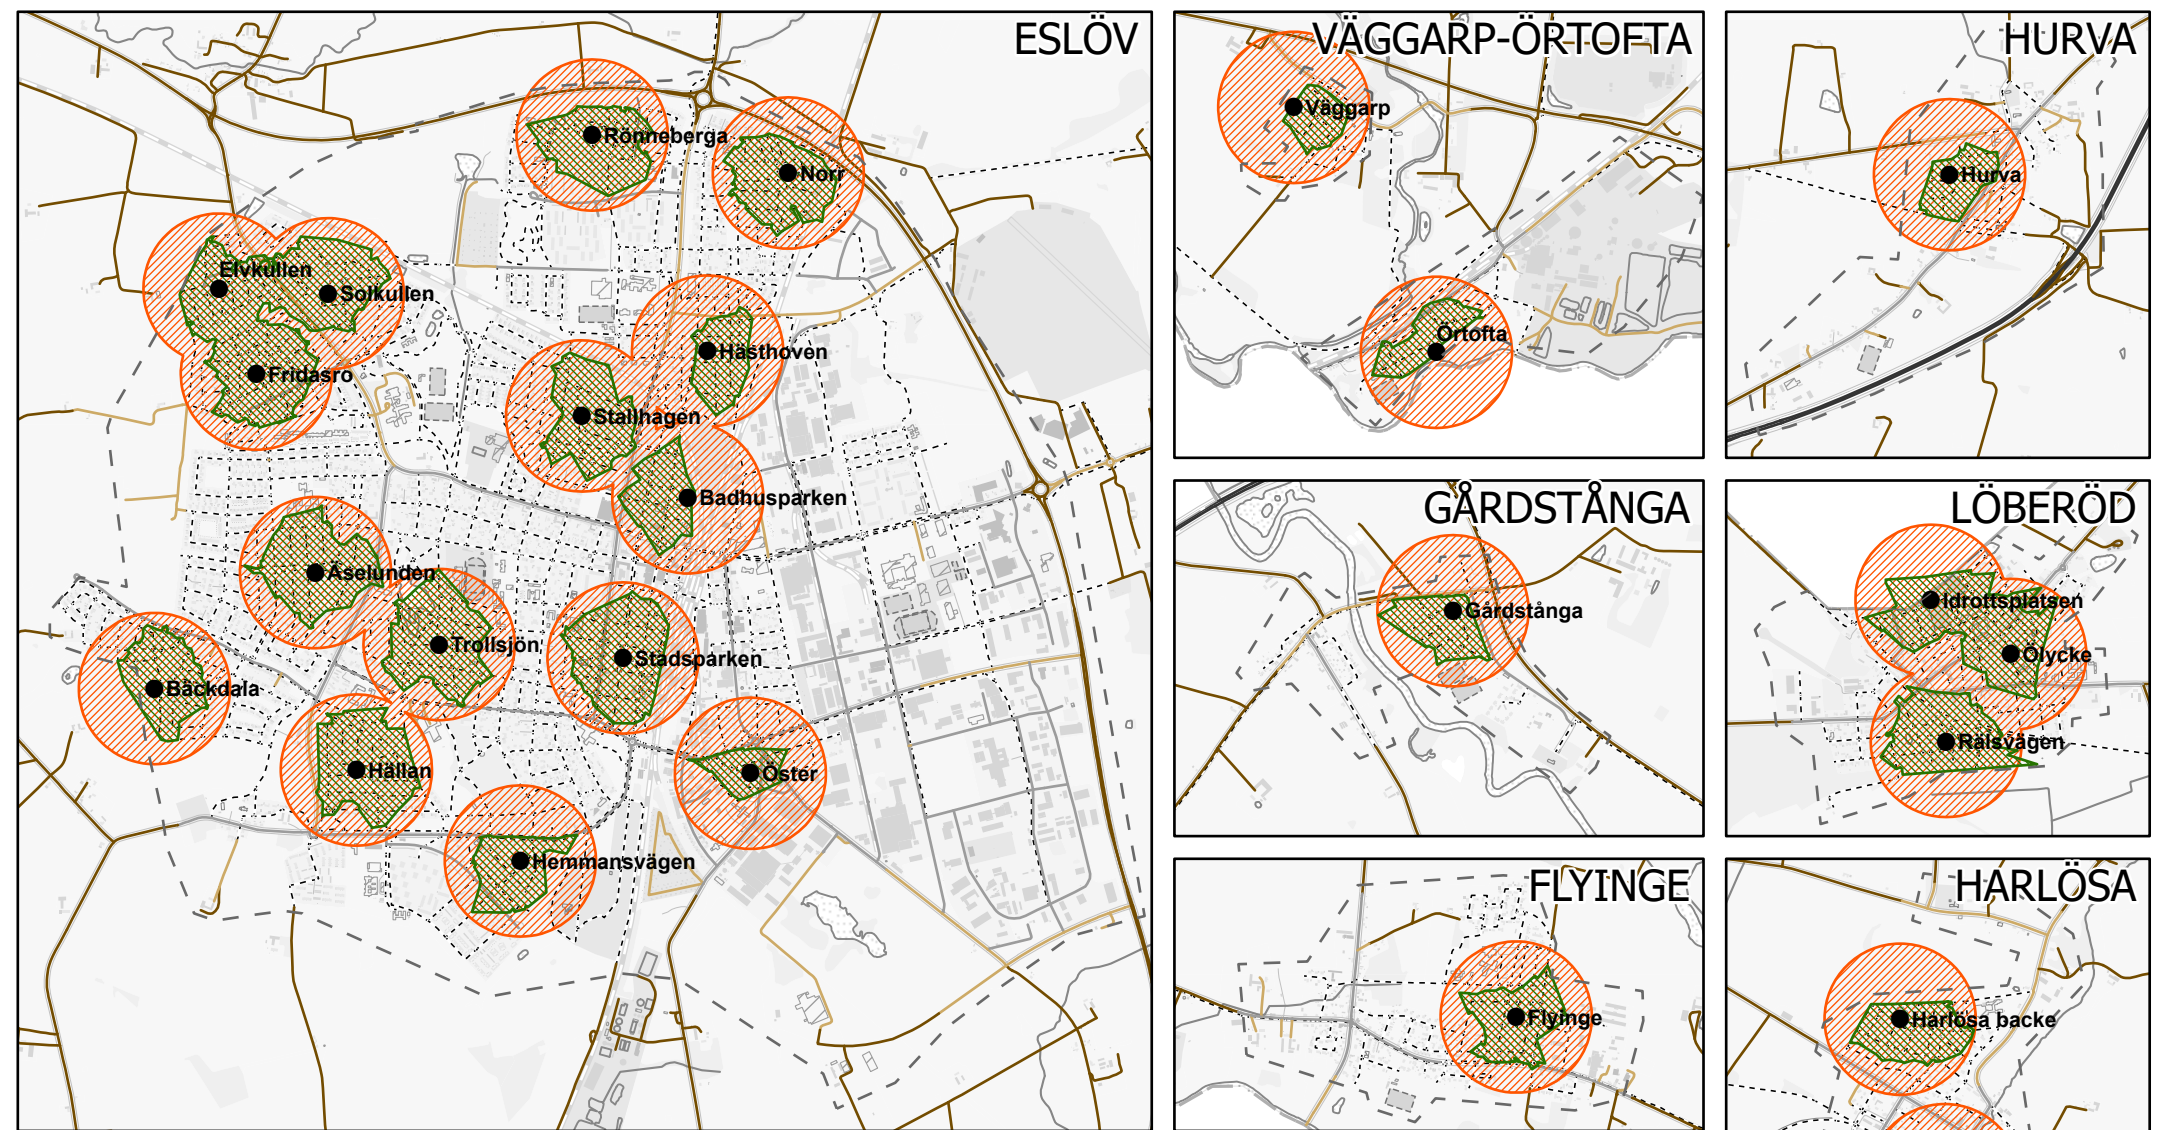 ESLÖV
Rönneberga
Norr
Elvkullen
Solkullen
Hästhoven
Fridasro
Stallhagen
Badhusparken
Åselunden
Trollsjön
Stadsparken
Bäckdala
Hällan
Öster
Hemmansvägen
VÄGGARP-ÖRTOFTA
Väggarp
Örtofta
HURVA
Hurva
GÅRDSTÅNGA
Gårdstånga
LÖBERÖD
Idrottsplatsen
Ölycke
Rälsvägen
FLYINGE
Flyinge
HARLÖSA
Harlösa backe